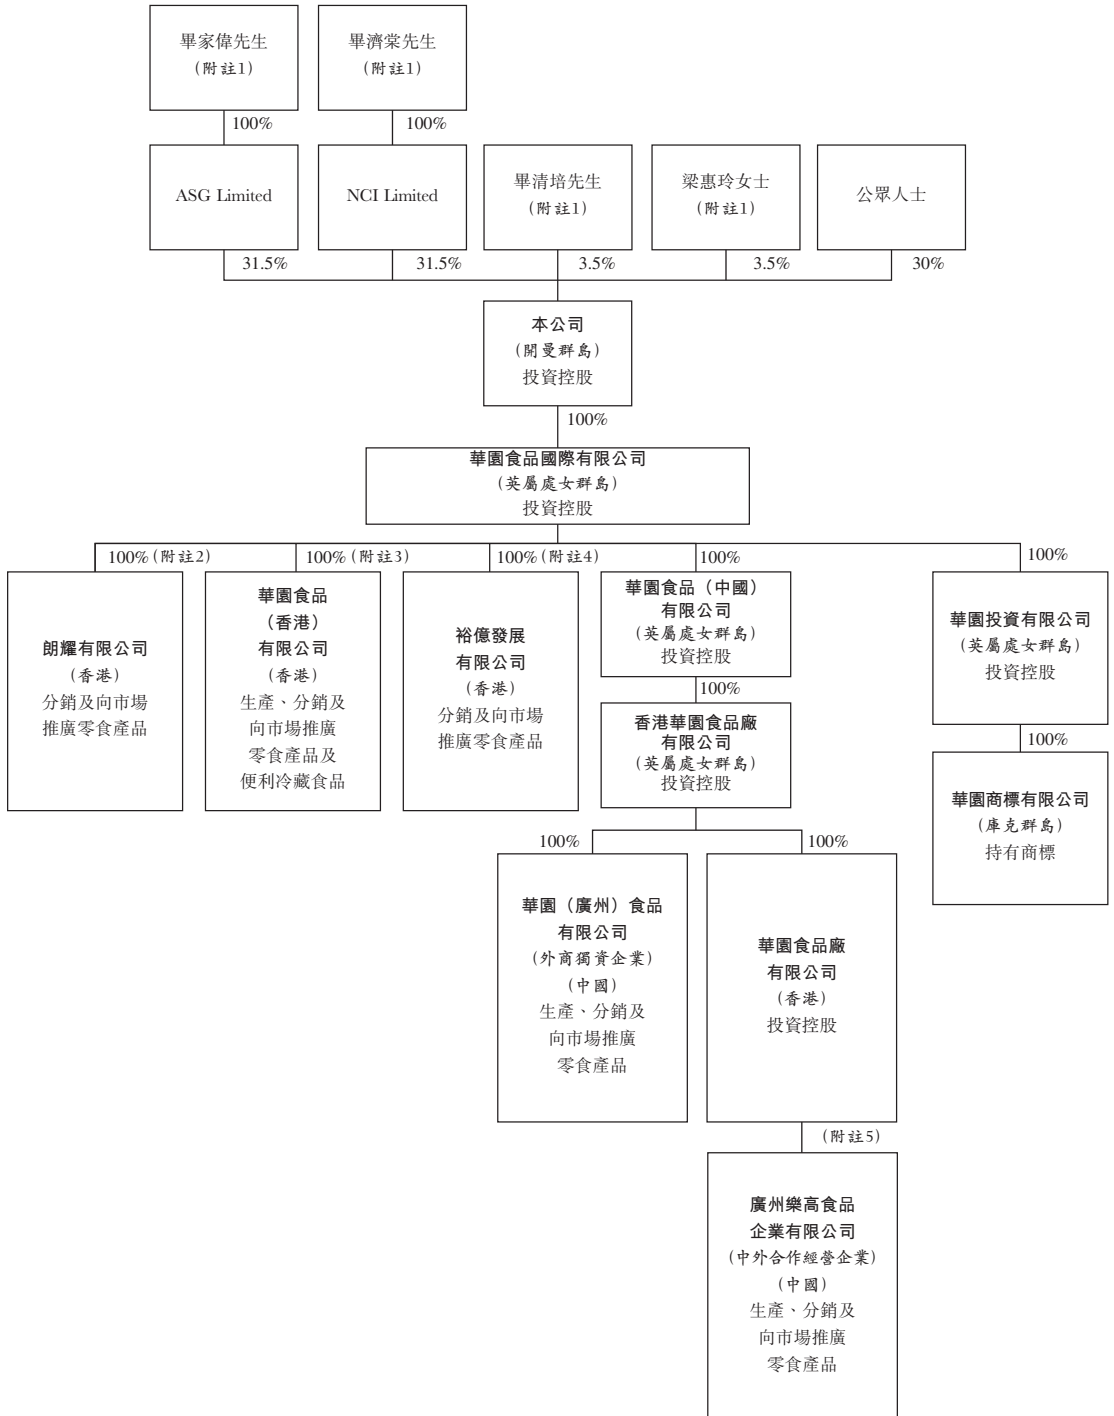 畢家偉先生
(附註1)
畢濟棠先生
(附註1)
100%
100%
ASG Limited
NCI Limited
畢清培先生
(附註1)
梁惠玲女士
(附註1)
公眾人士
31.5%
31.5%
3.5%
3.5%
30%
本公司
(開曼群島)
投資控股
100%
華園食品國際有限公司
(英屬處女群島)
投資控股
100% (附註2)
100% (附註3)
100% (附註4)
100%
100%
朗耀有限公司
(香港)
分銷及向市場
推廣零食產品
華園食品
(香港)
有限公司
(香港)
生產、分銷及
向市場推廣
零食產品及
便利冷藏食品
裕億發展
有限公司
(香港)
分銷及向市場
推廣零食產品
華園食品（中國）
有限公司
(英屬處女群島)
投資控股
100%
香港華園食品廠
有限公司
(英屬處女群島)
投資控股
華園投資有限公司
(英屬處女群島)
投資控股
100%
華園商標有限公司
(庫克群島)
持有商標
100%
100%
華園（廣州）食品
有限公司
(外商獨資企業)
(中國)
生產、分銷及
向市場推廣
零食產品
華園食品廠
有限公司
(香港)
投資控股
(附註5)
廣州樂高食品
企業有限公司
(中外合作經營企業)
(中國)
生產、分銷及
向市場推廣
零食產品